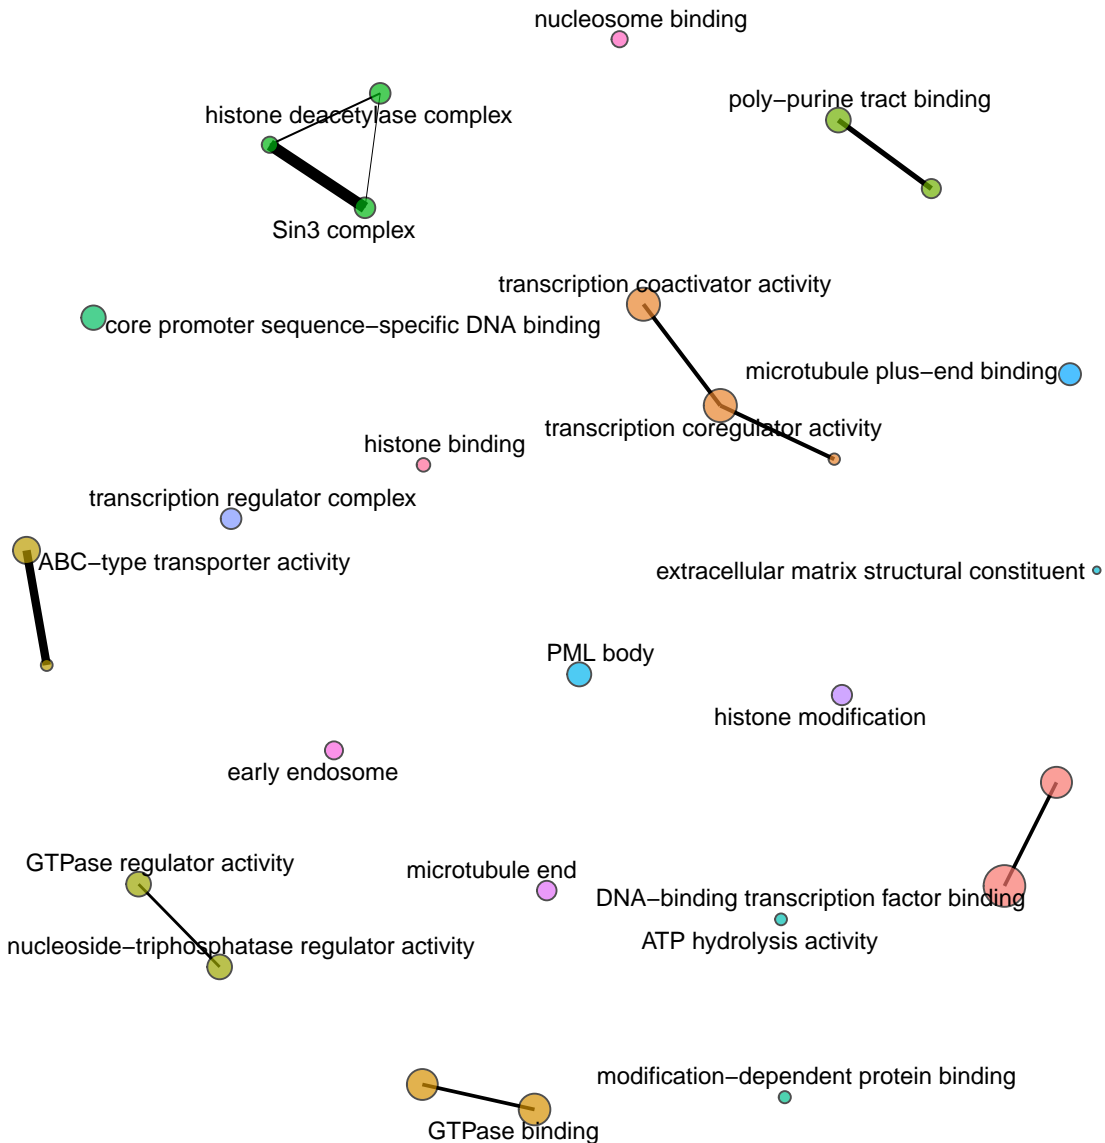 nucleosome binding
poly−purine tract binding
histone deacetylase complex
Sin3 complex
transcription coactivator activity
core promoter sequence−specific DNA binding
microtubule plus−end binding
transcription coregulator activity
histone binding
transcription regulator complex
ABC−type transporter activity
extracellular matrix structural constituent
PML body
histone modification
early endosome
GTPase regulator activity
microtubule end
DNA−binding transcription factor binding
ATP hydrolysis activity
nucleoside−triphosphatase regulator activity
modification−dependent protein binding
GTPase binding